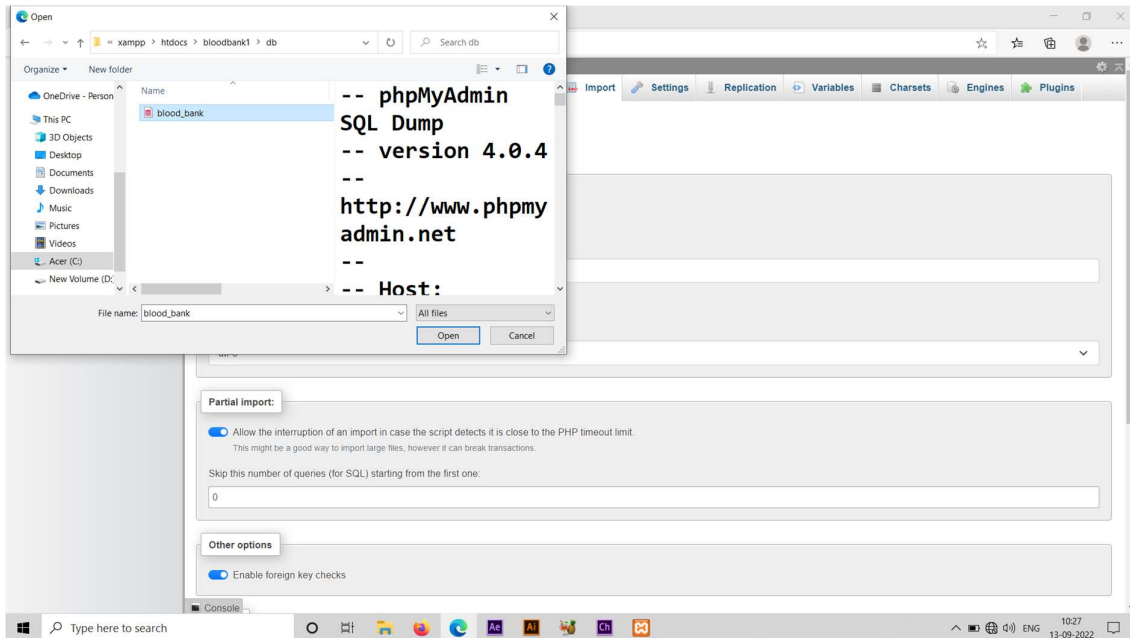 Open
« xampp > htdocs > bloodbank1 > db
Search db
Organize
New folder
OneDrive - Person
This PC
3D Objects
Desktop
Documents
Downloads
Music
Pictures
Videos
Acer (C:)
New Volume (D:
Name
blood_bank
-- phpMyAdmin
SQL Dump
-- version 4.0.4
--
http://www.phpmy
admin.net
--
-- Host:
File name: blood_bank
All files
Open
Cancel
Import
Settings
Replication
Variables
Charsets
Engines
Plugins
Partial import:
Allow the interruption of an import in case the script detects it is close to the PHP timeout limit.
This might be a good way to import large files, however it can break transactions.
Skip this number of queries (for SQL) starting from the first one:
0
Other options
Enable foreign key checks
Console
Type here to search
Ae
Ai
Ch
ENG
10:27
13-09-2022